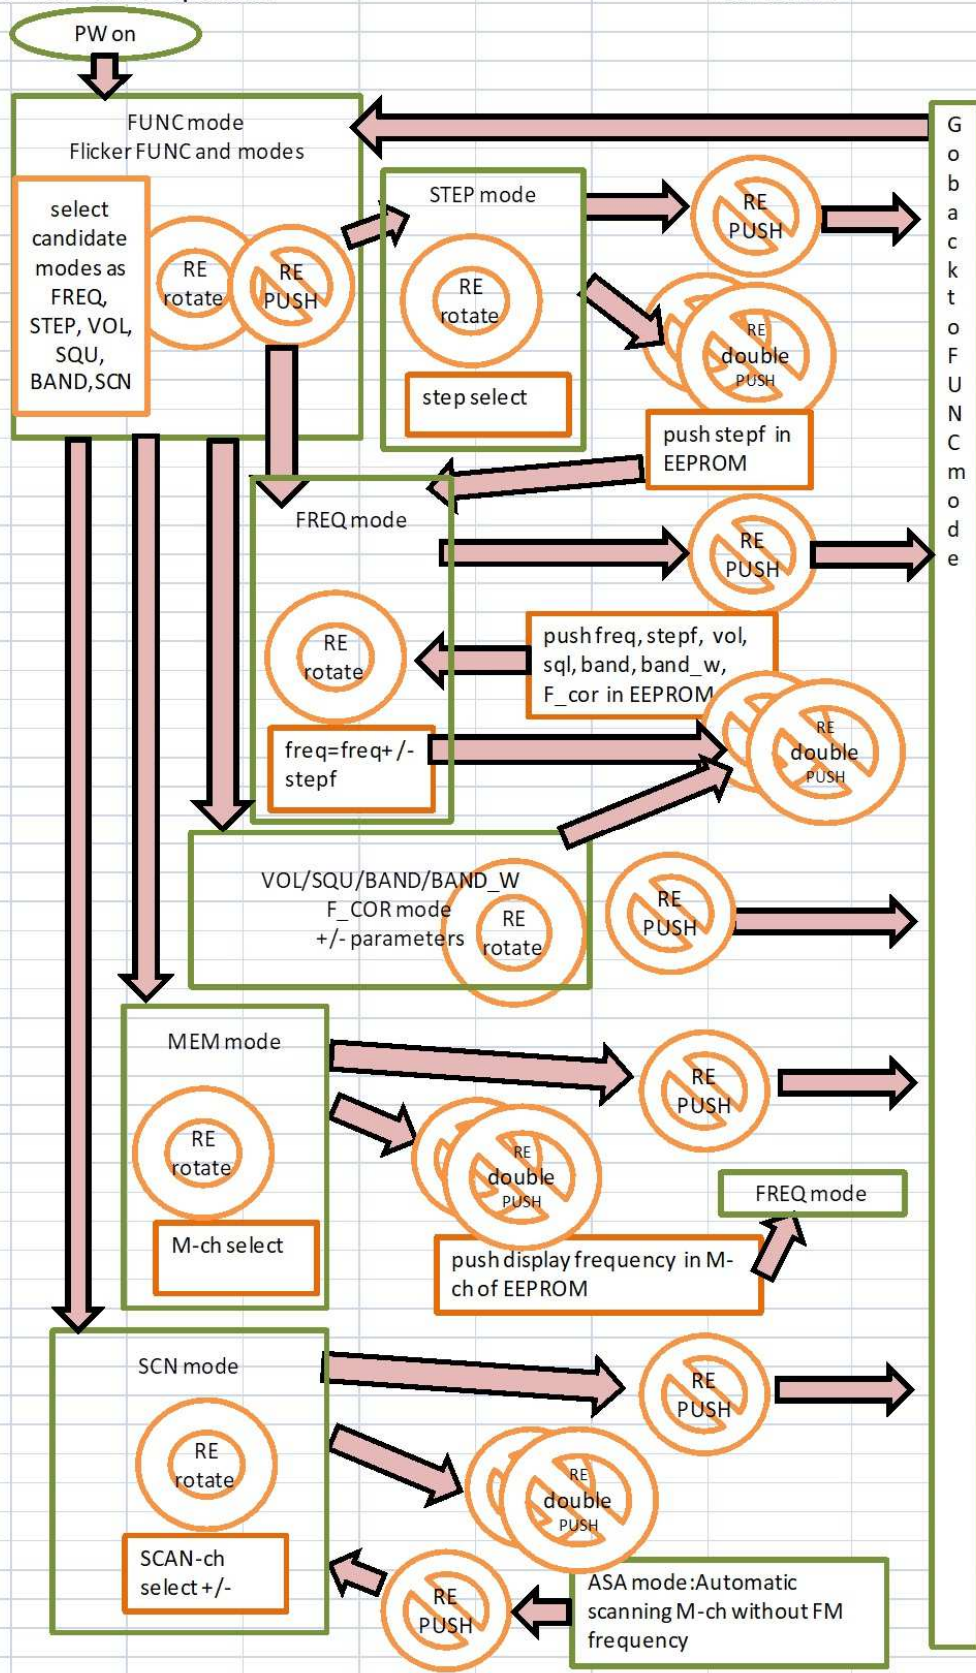 PW on
FUNC mode
Flicker FUNC and modes
select
candidate
modes as
FREQ,
STEP, VOL,
SQU,
BAND,SCN
RE
rotate
RE
PUSH
STEP mode
RE
rotate
step select
RE
PUSH
RE
double
PUSH
push stepf in
EEPROM
Go back to FUNC mode
FREQ mode
RE
rotate
freq=freq+/-
stepf
RE
PUSH
push freq, stepf, vol,
sql, band, band_w,
F_cor in EEPROM
RE
double
PUSH
VOL/SQU/BAND/BAND_W
F_COR mode
+/- parameters
RE
rotate
RE
PUSH
MEM mode
RE
rotate
M-ch select
RE
PUSH
RE
double
PUSH
FREQ mode
push display frequency in M-
ch of EEPROM
SCN mode
RE
rotate
SCAN-ch
select +/-
RE
PUSH
RE
double
PUSH
RE
PUSH
ASA mode:Automatic
scanning M-ch without FM
frequency